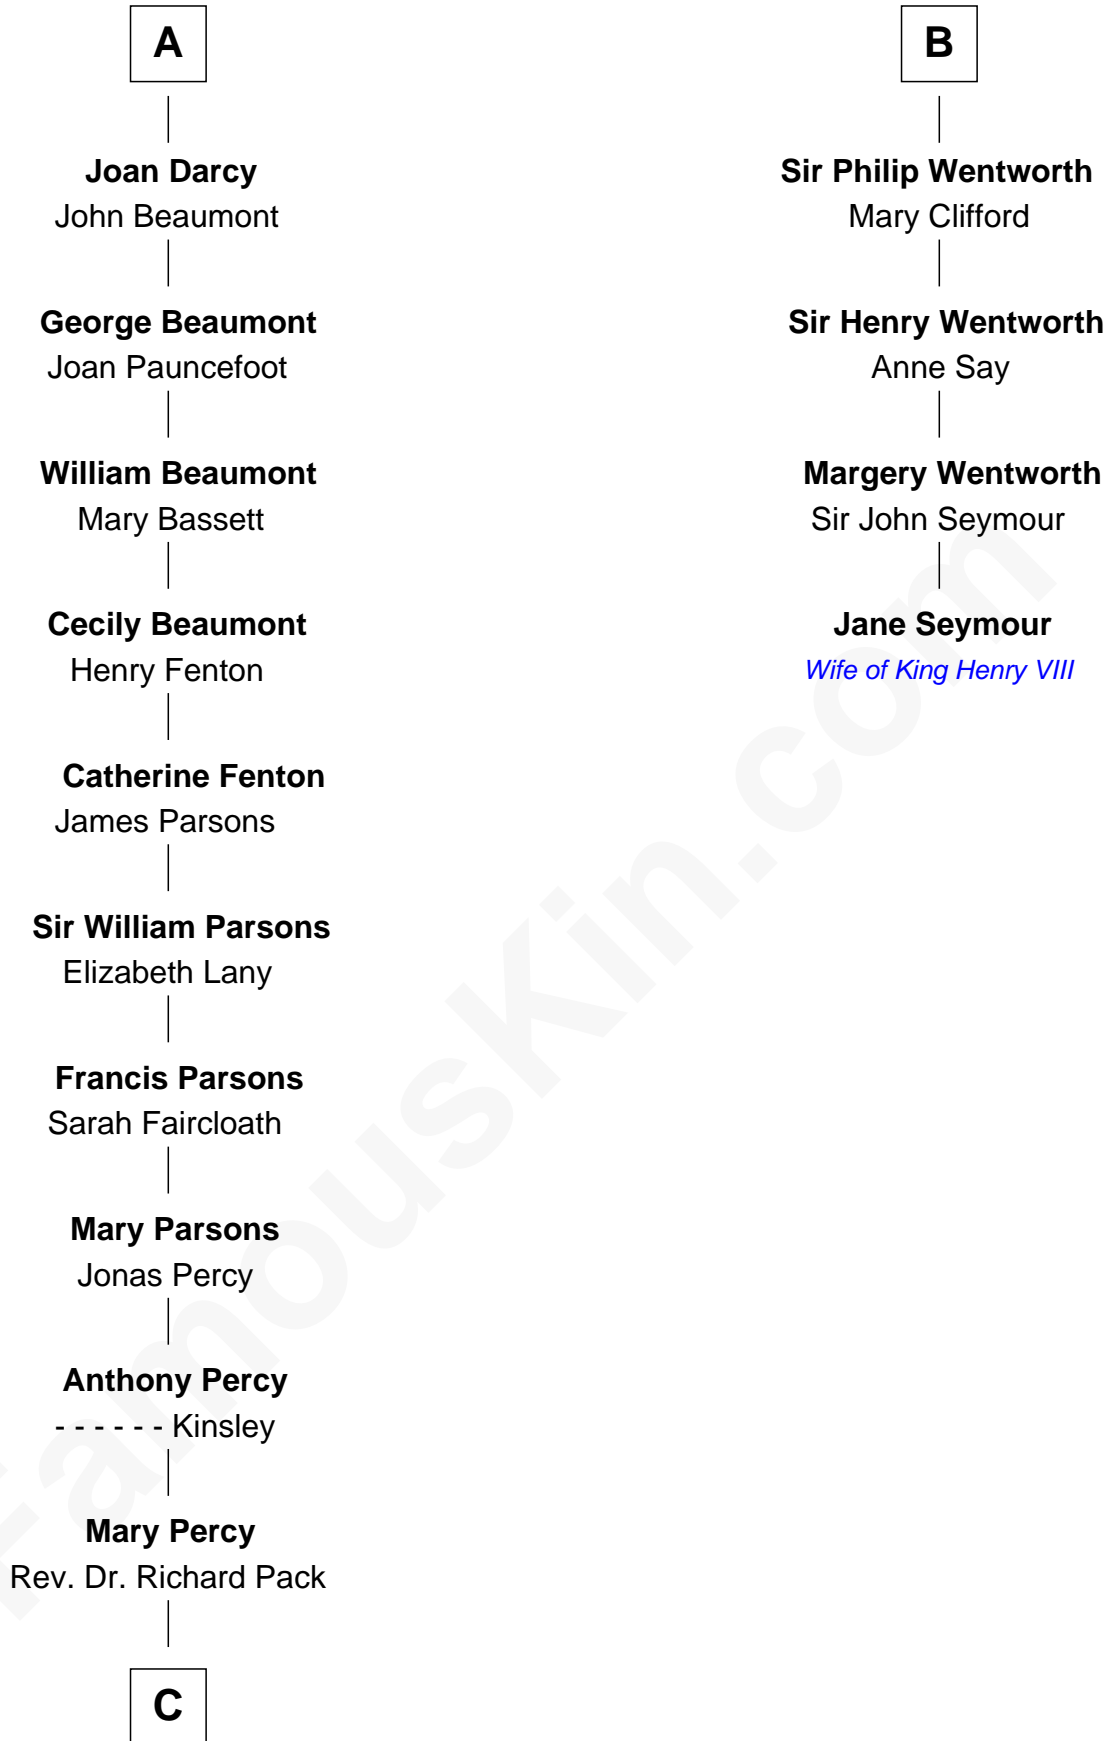 A
Joan Darcy
John Beaumont
George Beaumont
Joan Pauncefoot
William Beaumont
Mary Bassett
Cecily Beaumont
Henry Fenton
Catherine Fenton
James Parsons
Sir William Parsons
Elizabeth Lany
Francis Parsons
Sarah Faircloath
Mary Parsons
Jonas Percy
Anthony Percy
- - - - - - Kinsley
Mary Percy
Rev. Dr. Richard Pack
C
B
Sir Philip Wentworth
Mary Clifford
Sir Henry Wentworth
Anne Say
Margery Wentworth
Sir John Seymour
Jane Seymour
Wife of King Henry VIII
FamousKin.com